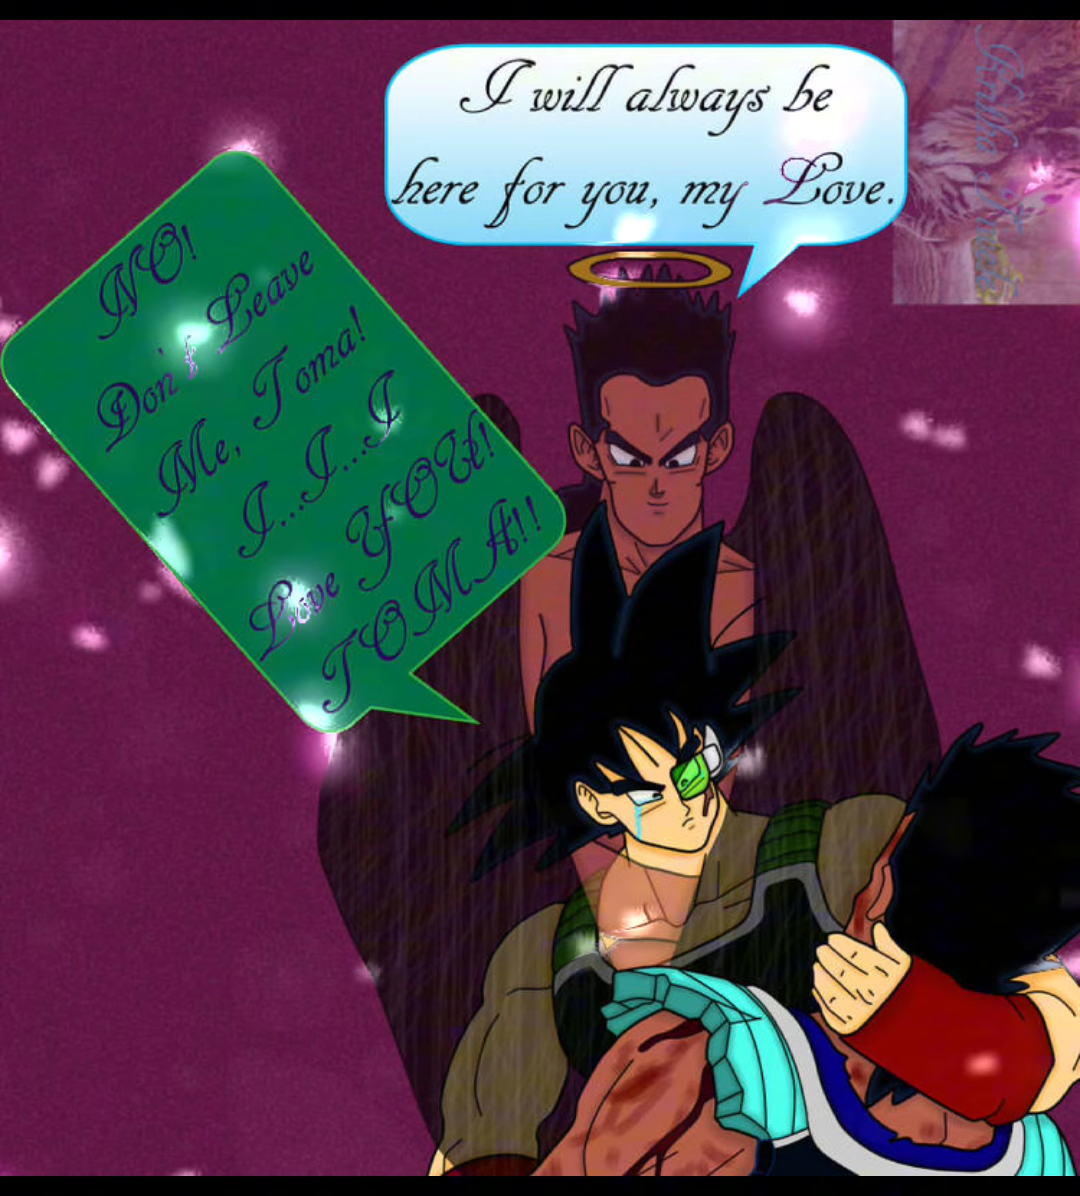 I will always be
here for you, my Love.
NO!
Don't Leave
Me, Toma!
I...I...I
Love YOU!
TOMA!!